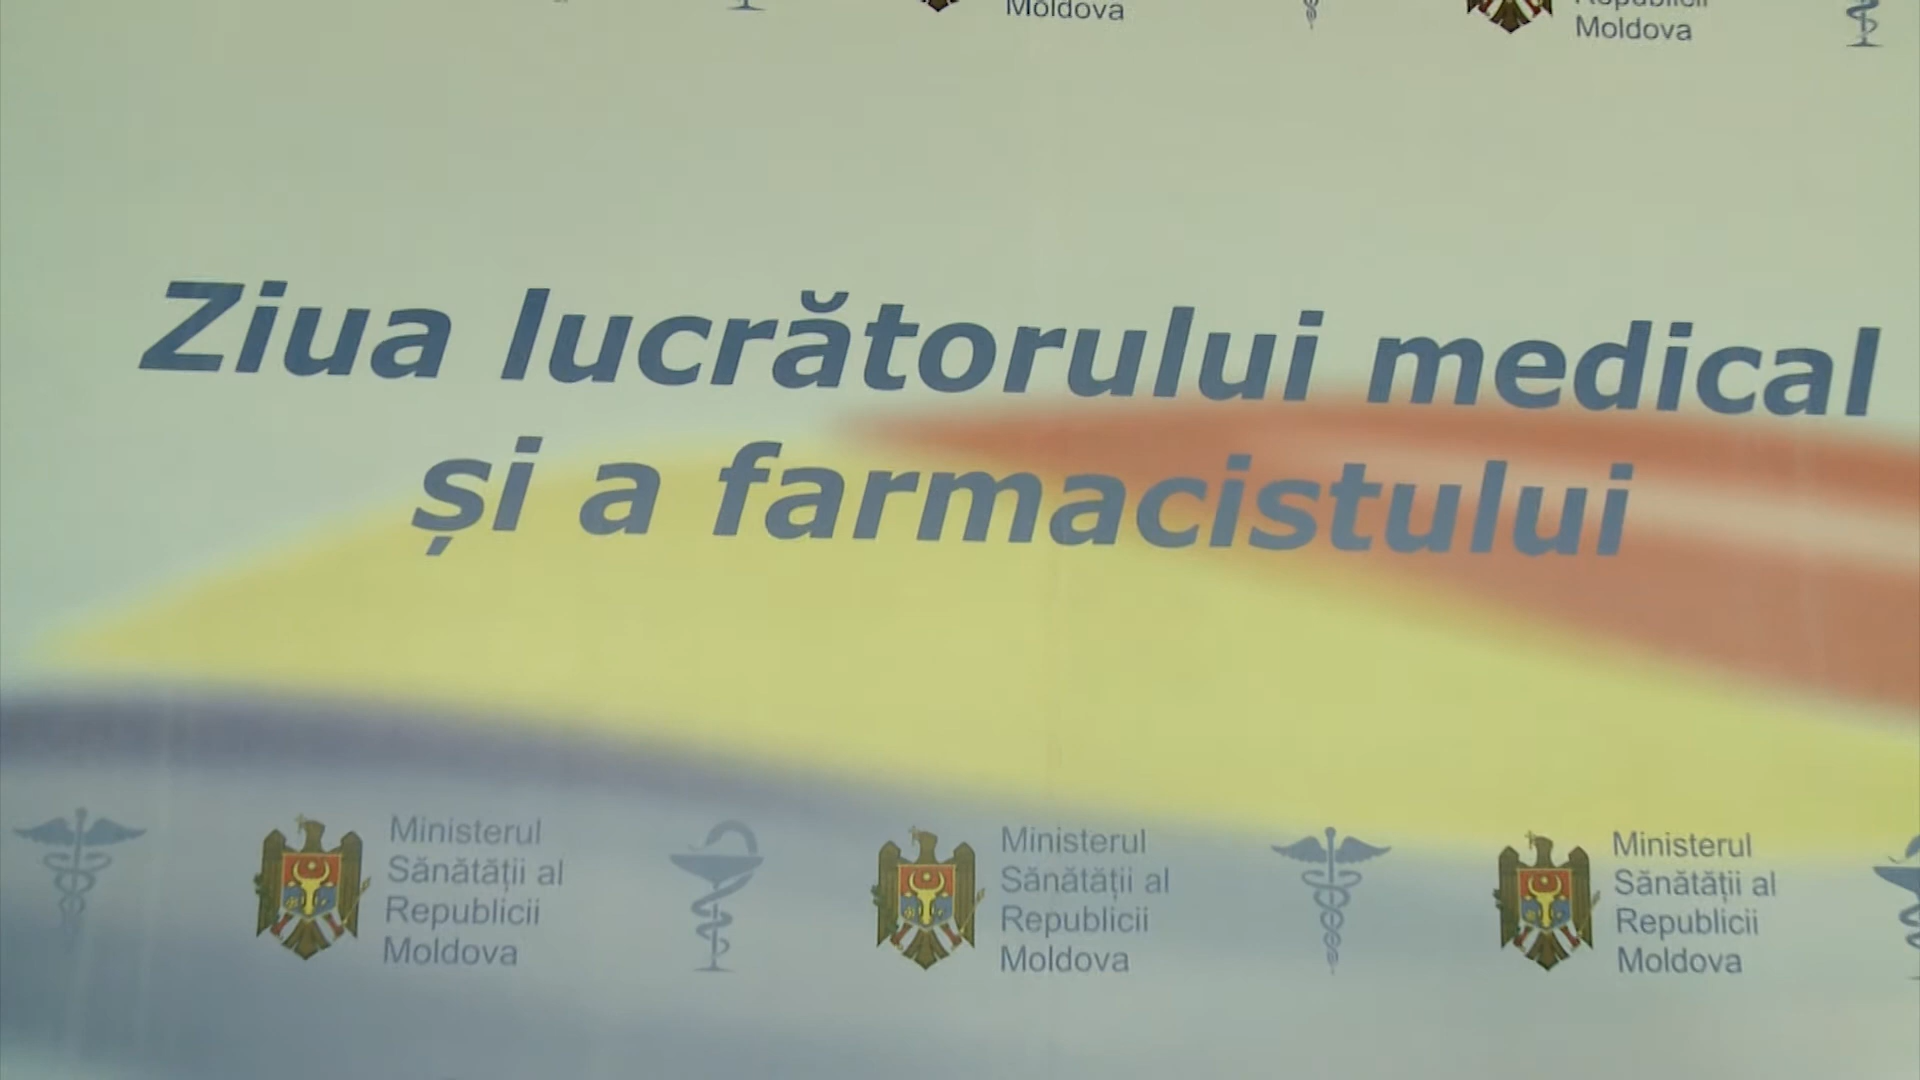 Moldova
Republicii
Moldova
Ziua lucrătorului medical
și a farmacistului
Ministerul
Sănătății al
Republicii
Moldova
Ministerul
Sănătății al
Republicii
Moldova
Ministerul
Sănătății al
Republicii
Moldova